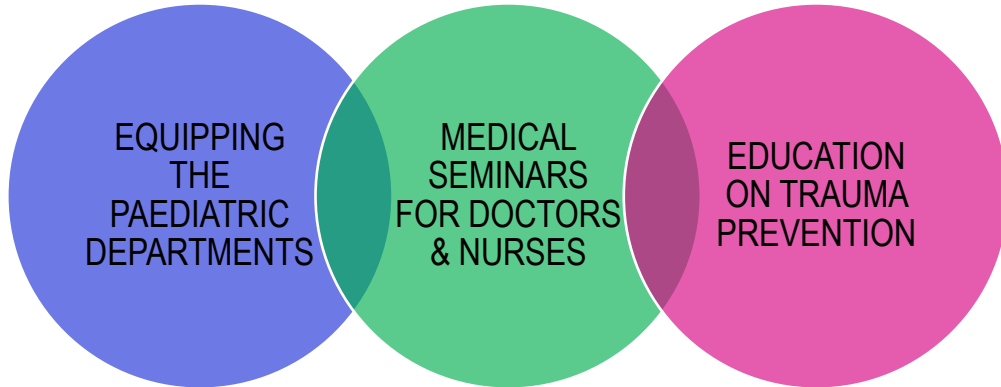 EQUIPPING
THE
PAEDIATRIC
DEPARTMENTS
MEDICAL
SEMINARS
FOR DOCTORS
& NURSES
EDUCATION
ON TRAUMA
PREVENTION